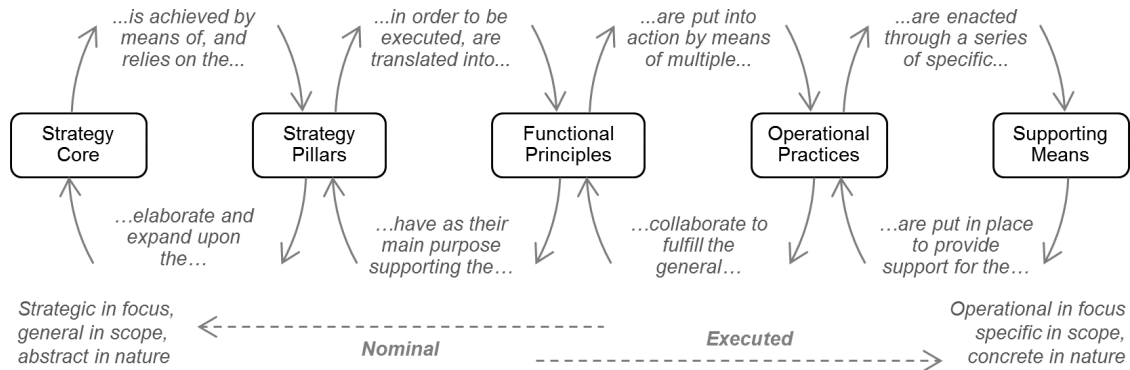 ...is achieved by
means of, and
relies on the...
...in order to be
executed, are
translated into...
...are put into
action by means
of multiple...
...are enacted
through a series
of specific...
Strategy
Core
Strategy
Pillars
Functional
Principles
Operational
Practices
Supporting
Means
…elaborate and
expand upon
the…
…have as their
main purpose
supporting the…
…collaborate to
fulfill the
general…
…are put in place
to provide
support for the…
Strategic in focus,
general in scope,
abstract in nature
Nominal
Executed
Operational in focus
specific in scope,
concrete in nature